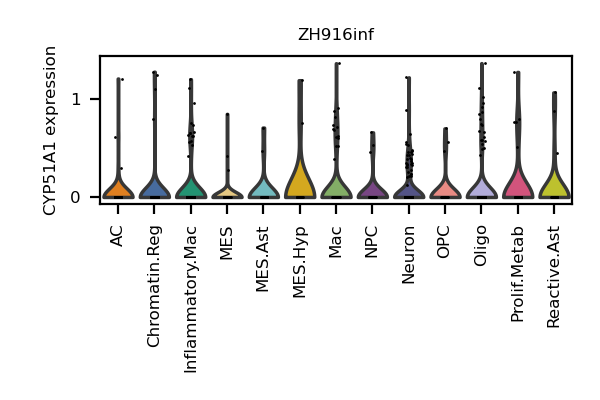 ZH916inf
CYP51A1 expression
1
0
AC
Chromatin.Reg
Inflammatory.Mac
MES
MES.Ast
MES.Hyp
Mac
NPC
Neuron
OPC
Oligo
Prolif.Metab
Reactive.Ast